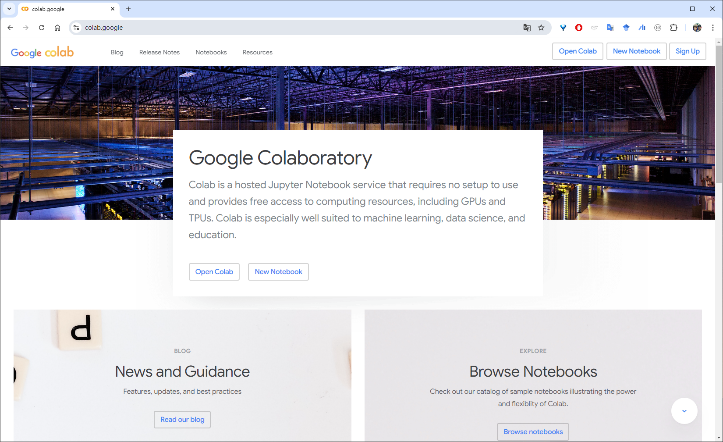 colab.google
colab.google
Google colab
Blog
Release Notes
Notebooks
Resources
Open Colab
New Notebook
Sign Up
Google Colaboratory
Colab is a hosted Jupyter Notebook service that requires no setup to use
and provides free access to computing resources, including GPUs and
TPUs. Colab is especially well suited to machine learning, data science, and
education.
Open Colab
New Notebook
BLOG
News and Guidance
Features, updates, and best practices
Read our blog
EXPLORE
Browse Notebooks
Check out our catalog of sample notebooks illustrating the power
and flexiblity of Colab.
Browse notebooks